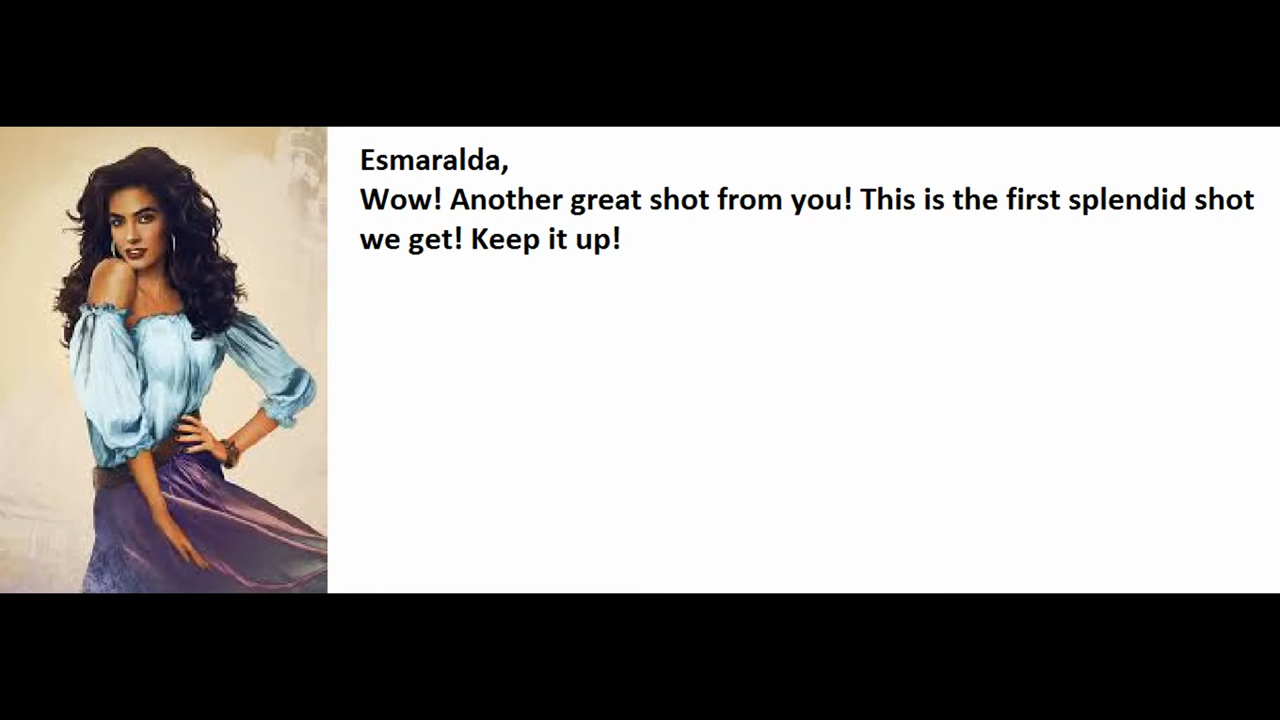 Esmaralda,
Wow! Another great shot from you! This is the first splendid shot
we get! Keep it up!